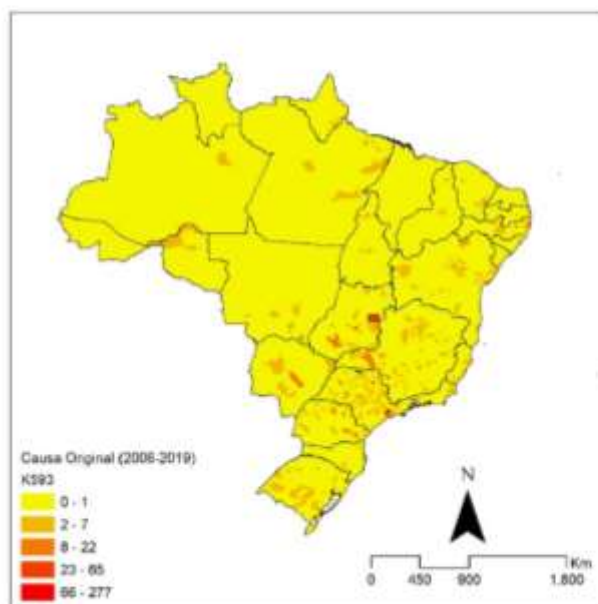 Causa Original (2006-2019)
K593
0 - 1
2 - 7
8 - 22
23 - 65
66 - 277
N
Km
0 450 900 1.800